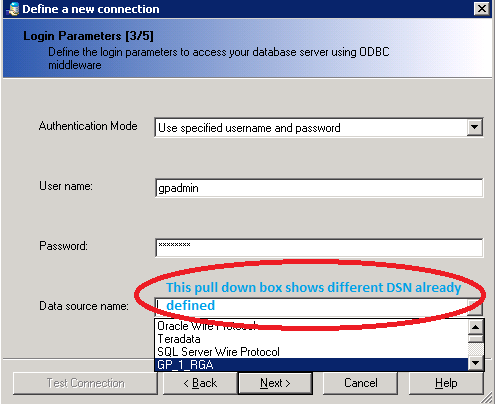 Define a new connection
Login Parameters [3/5]
Define the login parameters to access your database server using ODBC
middleware
Authentication Mode
Use specified username and password
User name:
gpadmin
Password:
********
This pull down box shows different DSN already
Data source name:
defined
Oracle Wire Protocol
Teradata
SQL Server Wire Protocol
GP_1_RGA
Test Connection
< Back
Next >
Cancel
Help